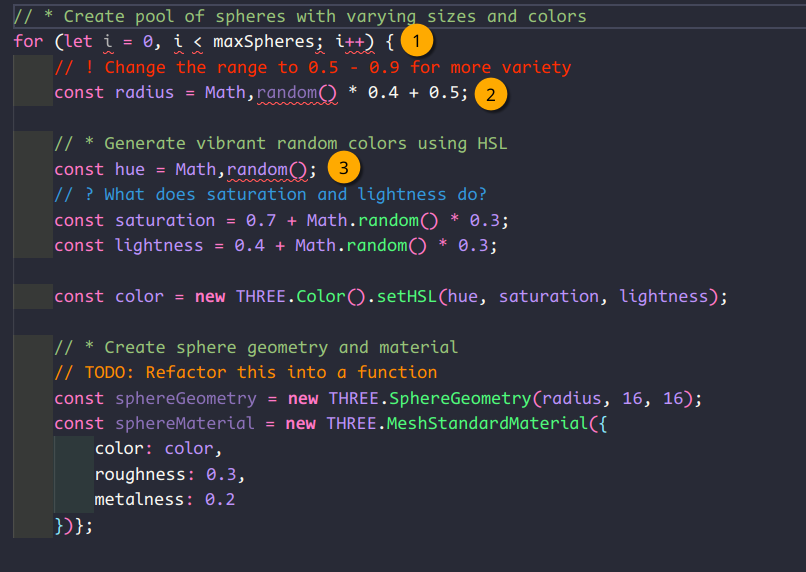 // * Create pool of spheres with varying sizes and colors
for (let i = 0, i < maxSpheres; i++) { 1
// ! Change the range to 0.5 - 0.9 for more variety
const radius = Math,random() * 0.4 + 0.5; 2
// * Generate vibrant random colors using HSL
const hue = Math,random(); 3
// ? What does saturation and lightness do?
const saturation = 0.7 + Math.random() * 0.3;
const lightness = 0.4 + Math.random() * 0.3;
const color = new THREE.Color().setHSL(hue, saturation, lightness);
// * Create sphere geometry and material
// TODO: Refactor this into a function
const sphereGeometry = new THREE.SphereGeometry(radius, 16, 16);
const sphereMaterial = new THREE.MeshStandardMaterial({
color: color,
roughness: 0.3,
metalness: 0.2
})};